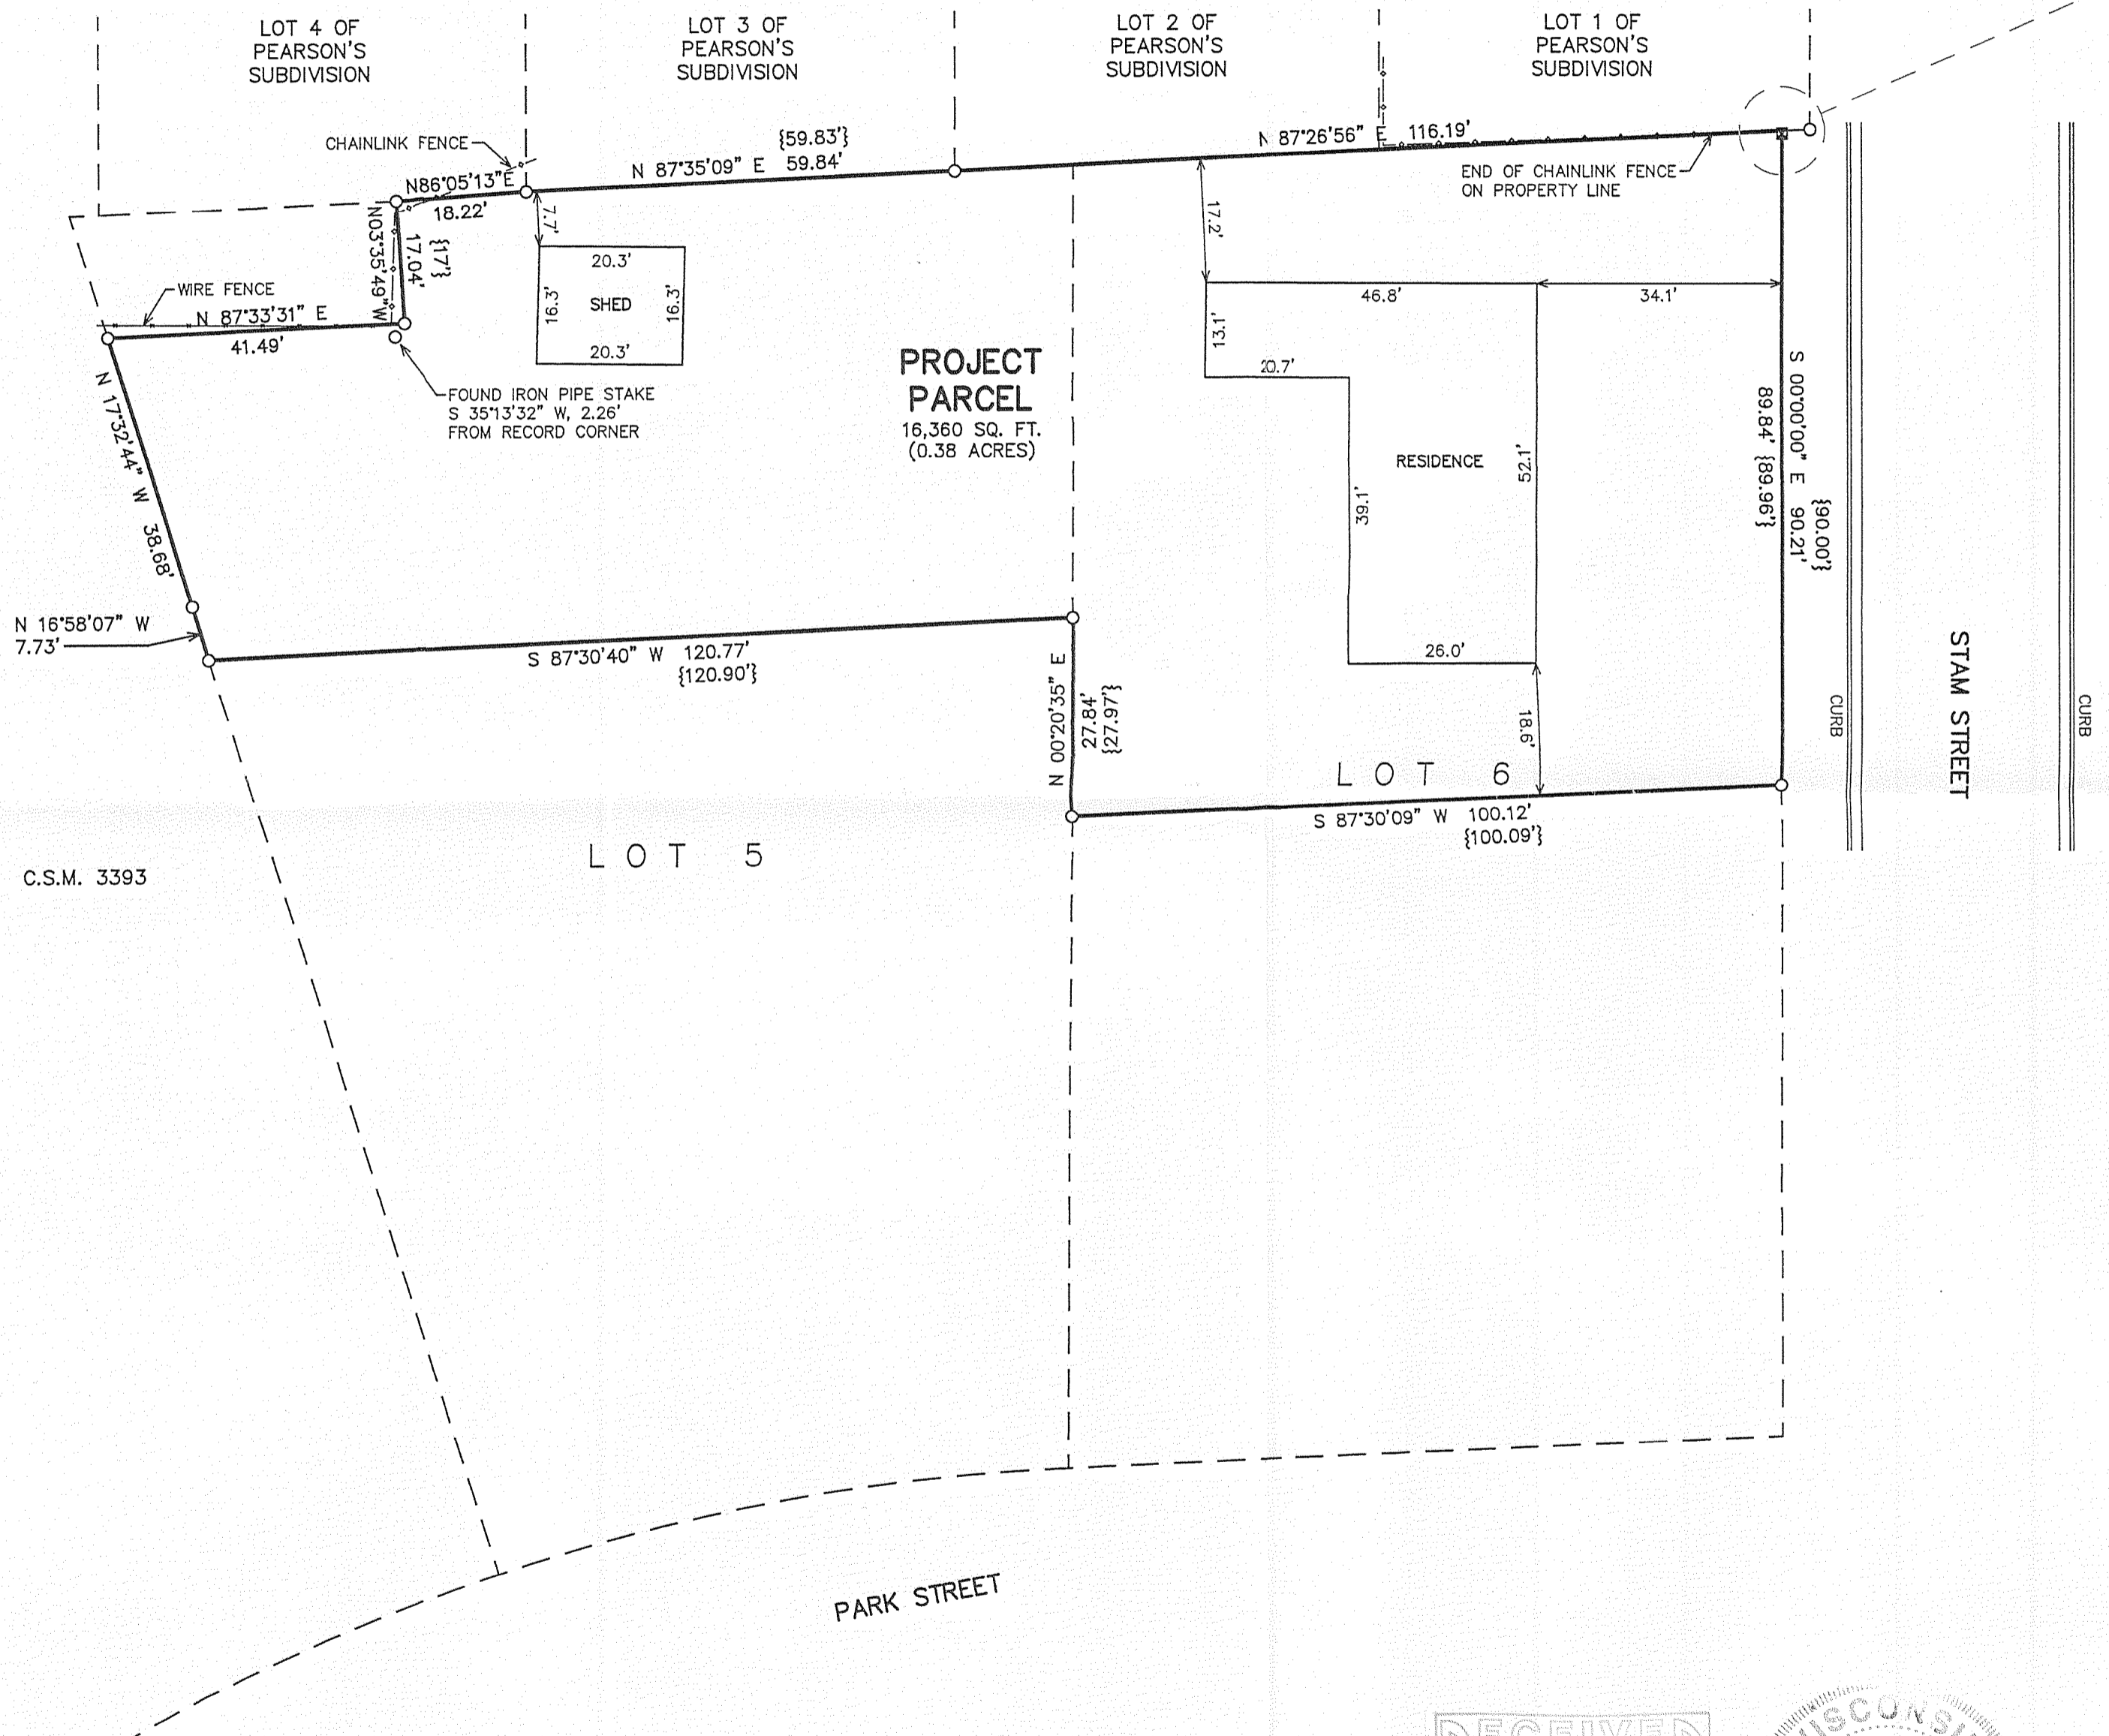 LOT 4 OF
PEARSON'S
SUBDIVISION
LOT 3 OF
PEARSON'S
SUBDIVISION
LOT 2 OF
PEARSON'S
SUBDIVISION
LOT 1 OF
PEARSON'S
SUBDIVISION
CHAINLINK FENCE
{59.83'}
N 87°35'09" E 59.84'
N 87°26'56" E 116.19'
END OF CHAINLINK FENCE
ON PROPERTY LINE
N86°05'13"E
18.22'
N03°35'49"W
17.04'
{17'}
7.7'
20.3'
16.3'
SHED
16.3'
20.3'
WIRE FENCE
N 87°33'31" E
41.49'
FOUND IRON PIPE STAKE
S 35°13'32" W, 2.26'
FROM RECORD CORNER
PROJECT
PARCEL
16,360 SQ. FT.
(0.38 ACRES)
17.2'
46.8'
34.1'
13.1'
20.7'
39.1'
RESIDENCE
52.1'
26.0'
18.6'
S 00°00'00" E 90.21'
{90.00'}
89.84' {89.96'}
N 17°32'44" W 38.68'
N 16°58'07" W
7.73'
S 87°30'40" W 120.77'
{120.90'}
N 00°20'35" E
27.84'
{27.97'}
LOT 6
S 87°30'09" W 100.12'
{100.09'}
CURB
STAM STREET
CURB
LOT 5
C.S.M. 3393
PARK STREET
RECEIVED